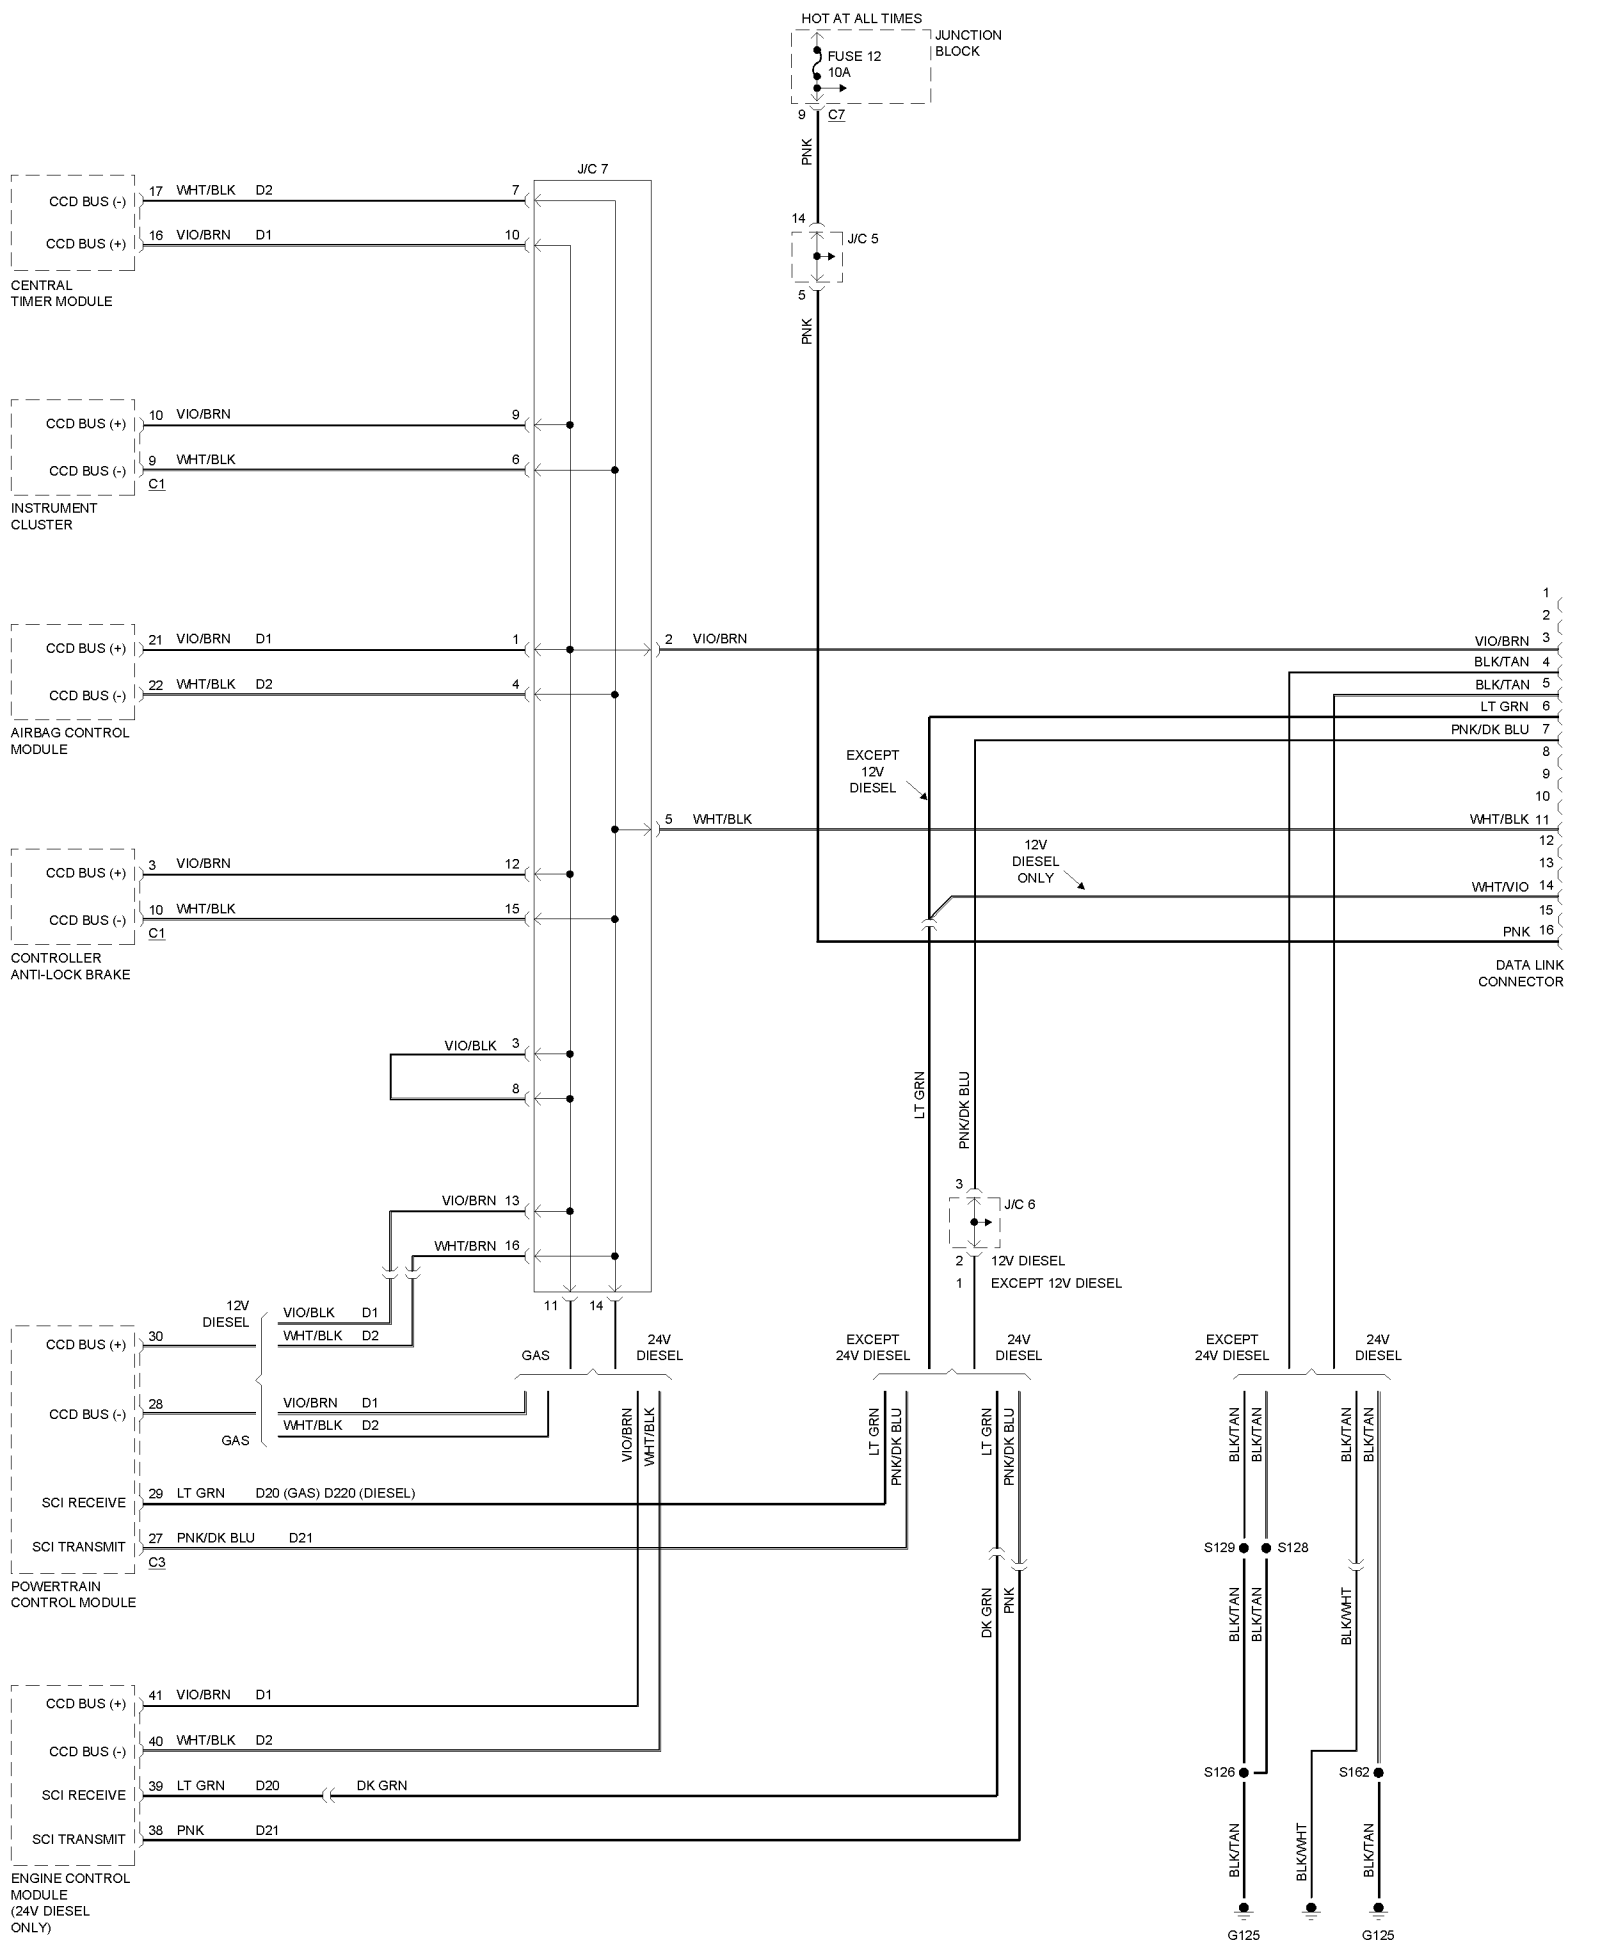 HOT AT ALL TIMES
JUNCTION
BLOCK
FUSE 12
10A
9 C7
PNK
14
J/C 5
5
PNK
J/C 7
CCD BUS (-) 17 WHT/BLK D2 7
CCD BUS (+) 16 VIO/BRN D1 10
CENTRAL
TIMER MODULE
CCD BUS (+) 10 VIO/BRN 9
CCD BUS (-) 9 WHT/BLK 6
C1
INSTRUMENT
CLUSTER
CCD BUS (+) 21 VIO/BRN D1 1
2 VIO/BRN
CCD BUS (-) 22 WHT/BLK D2 4
AIRBAG CONTROL
MODULE
5 WHT/BLK
CCD BUS (+) 3 VIO/BRN 12
CCD BUS (-) 10 WHT/BLK 15
C1
CONTROLLER
ANTI-LOCK BRAKE
1
2
VIO/BRN 3
BLK/TAN 4
BLK/TAN 5
LT GRN 6
PNK/DK BLU 7
8
9
10
WHT/BLK 11
12
13
WHT/VIO 14
15
PNK 16
DATA LINK
CONNECTOR
EXCEPT
12V
DIESEL
12V
DIESEL
ONLY
VIO/BLK 3
8
VIO/BRN 13
WHT/BRN 16
11 14
LT GRN
PNK/DK BLU
3
J/C 6
2 12V DIESEL
1 EXCEPT 12V DIESEL
12V
DIESEL
VIO/BLK D1
WHT/BLK D2
CCD BUS (+) 30
CCD BUS (-) 28
VIO/BRN D1
WHT/BLK D2
GAS
SCI RECEIVE 29 LT GRN D20 (GAS) D220 (DIESEL)
SCI TRANSMIT 27 PNK/DK BLU D21
C3
POWERTRAIN
CONTROL MODULE
GAS
24V
DIESEL
VIO/BRN
WHT/BLK
EXCEPT
24V DIESEL
24V
DIESEL
LT GRN
PNK/DK BLU
LT GRN
PNK/DK BLU
DK GRN
PNK
EXCEPT
24V DIESEL
24V
DIESEL
BLK/TAN
BLK/TAN
BLK/TAN
BLK/TAN
S129 S128
BLK/TAN
BLK/TAN
BLK/WHT
S126
S162
BLK/TAN
BLK/WHT
BLK/TAN
G125
G125
CCD BUS (+) 41 VIO/BRN D1
CCD BUS (-) 40 WHT/BLK D2
SCI RECEIVE 39 LT GRN D20 DK GRN
SCI TRANSMIT 38 PNK D21
ENGINE CONTROL
MODULE
(24V DIESEL
ONLY)